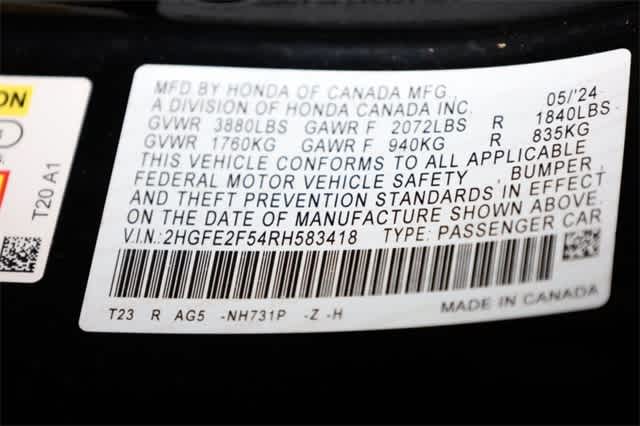 ON
T20 A1
MFD BY HONDA OF CANADA MFG. 05/'24
A DIVISION OF HONDA CANADA INC.
GVWR 3880LBS GAWR F 2072LBS R 1840LBS
GVWR 1760KG GAWR F 940KG R 835KG
THIS VEHICLE CONFORMS TO ALL APPLICABLE
FEDERAL MOTOR VEHICLE SAFETY , BUMPER ,
AND THEFT PREVENTION STANDARDS IN EFFECT
ON THE DATE OF MANUFACTURE SHOWN ABOVE.
V.I.N.: 2HGFE2F54RH583418 TYPE: PASSENGER CAR
T23 R AG5 -NH731P -Z -H MADE IN CANADA